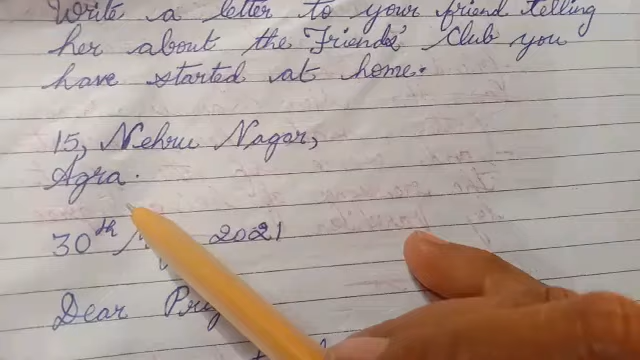 Write a letter to your friend telling
her about the Friends' Club you
have started at home.
15, Nehru Nagar,
Agra.
30th 2021
Dear